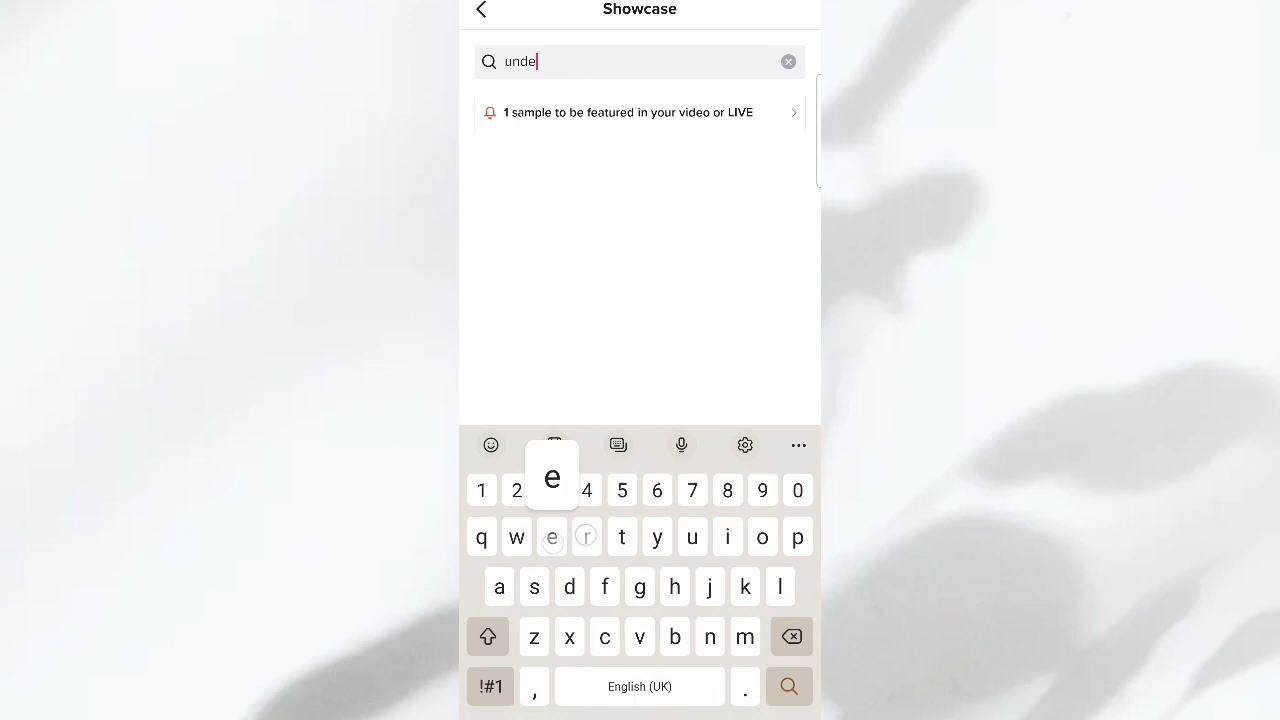 Showcase
unde
1 sample to be featured in your video or LIVE
e
1 2 4 5 6 7 8 9 0
q w e r t y u i o p
a s d f g h j k l
z x c v b n m
!#1 , English (UK) .